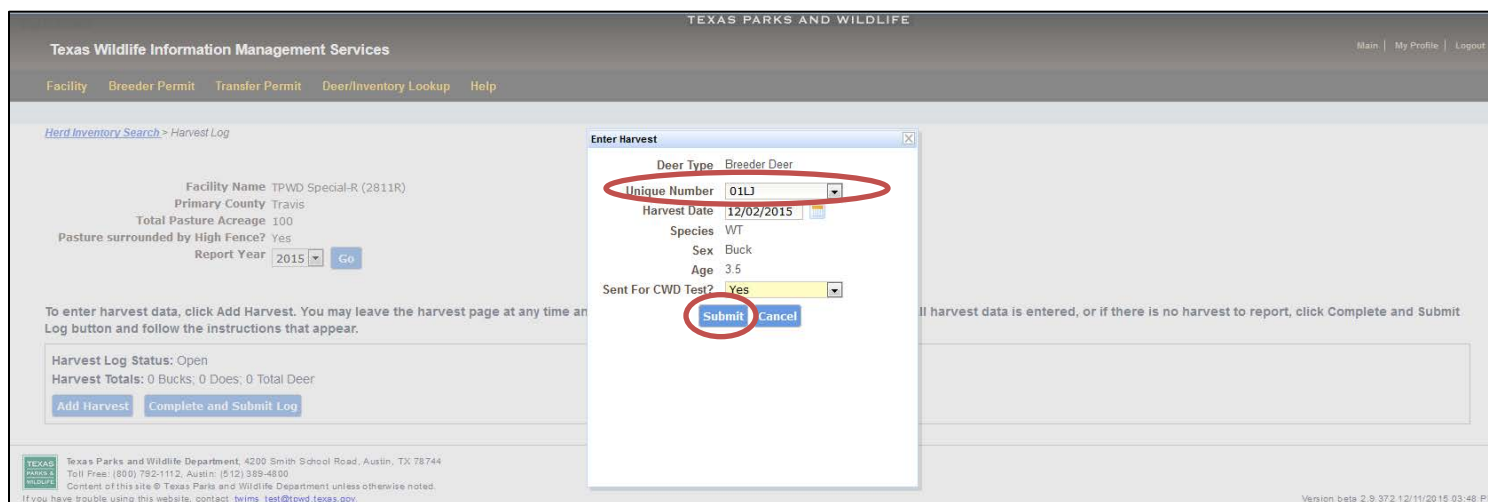 TEXAS PARKS AND WILDLIFE
Texas Wildlife Information Management Services
Main | My Profile | Logout
Facility Breeder Permit Transfer Permit Deer/Inventory Lookup Help
Herd Inventory Search > Harvest Log
Facility Name TPWD Special-R (2811R)
Primary County Travis
Total Pasture Acreage 100
Pasture surrounded by High Fence? Yes
Report Year 2015 Go
Enter Harvest
Deer Type Breeder Deer
Unique Number 01LJ
Harvest Date 12/02/2015
Species WT
Sex Buck
Age 3.5
Sent For CWD Test? Yes
Submit Cancel
To enter harvest data, click Add Harvest. You may leave the harvest page at any time an ll harvest data is entered, or if there is no harvest to report, click Complete and Submit
Log button and follow the instructions that appear.
Harvest Log Status: Open
Harvest Totals: 0 Bucks; 0 Does; 0 Total Deer
Add Harvest Complete and Submit Log
TEXAS
PARKS &
WILDLIFE
Texas Parks and Wildlife Department, 4200 Smith School Road, Austin, TX 78744
Toll Free: (800) 792-1112, Austin: (512) 389-4800
Content of this site © Texas Parks and Wildlife Department unless otherwise noted.
If you have trouble using this website, contact twims_test@tpwd.texas.gov.
Version beta 2.9.372 12/11/2015 03:48 P